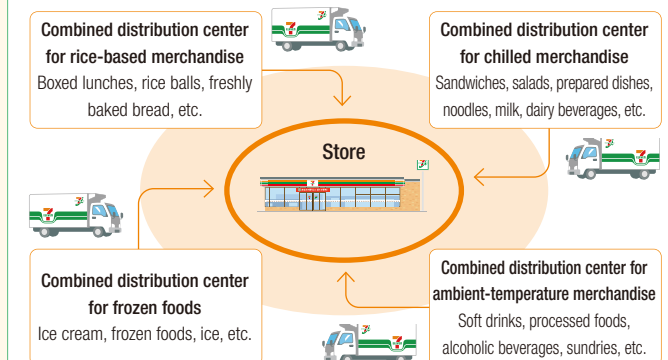 Combined distribution center
for rice-based merchandise
Boxed lunches, rice balls, freshly
baked bread, etc.
Combined distribution center
for chilled merchandise
Sandwiches, salads, prepared dishes,
noodles, milk, dairy beverages, etc.
Store
Combined distribution center
for frozen foods
Ice cream, frozen foods, ice, etc.
Combined distribution center for
ambient-temperature merchandise
Soft drinks, processed foods,
alcoholic beverages, sundries, etc.